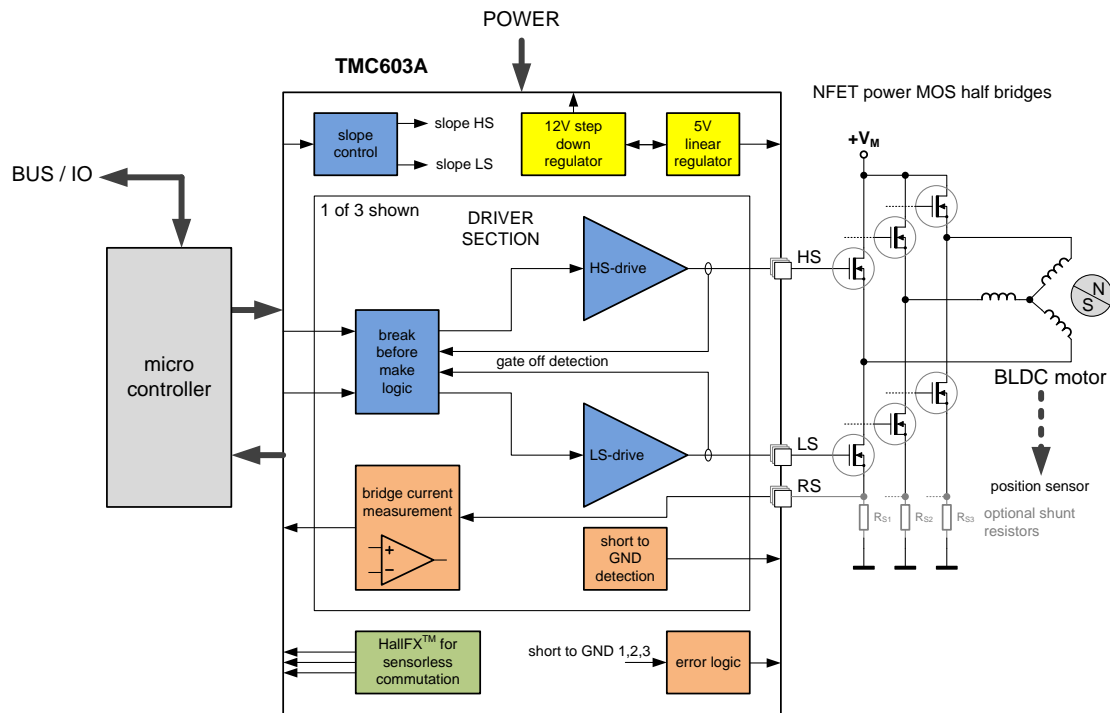 POWER
TMC603A
NFET power MOS half bridges
slope
control
slope HS
slope LS
12V step
down
regulator
5V
linear
regulator
+VM
BUS / IO
1 of 3 shown
DRIVER
SECTION
HS-drive
HS
N
S
break
before
make
logic
gate off detection
micro
controller
BLDC motor
LS-drive
LS
RS
position sensor
bridge current
measurement
+
−
short to
GND
detection
RS1
RS2
RS3
optional shunt
resistors
HallFX™ for
sensorless
commutation
short to GND 1,2,3
error logic